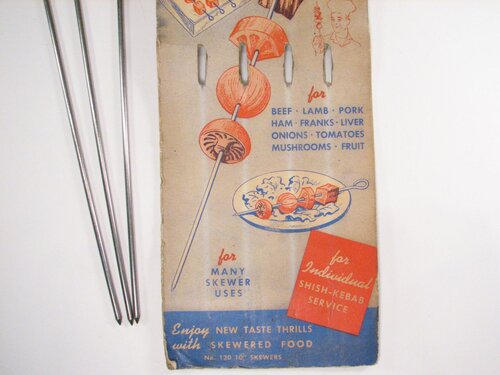 for
BEEF · LAMB · PORK
HAM · FRANKS · LIVER
ONIONS · TOMATOES
MUSHROOMS · FRUIT
for
MANY
SKEWER
USES
for
Individual
SHISH-KEBAB
SERVICE
Enjoy NEW TASTE THRILLS
with SKEWERED FOOD
No. 120 10" SKEWERS